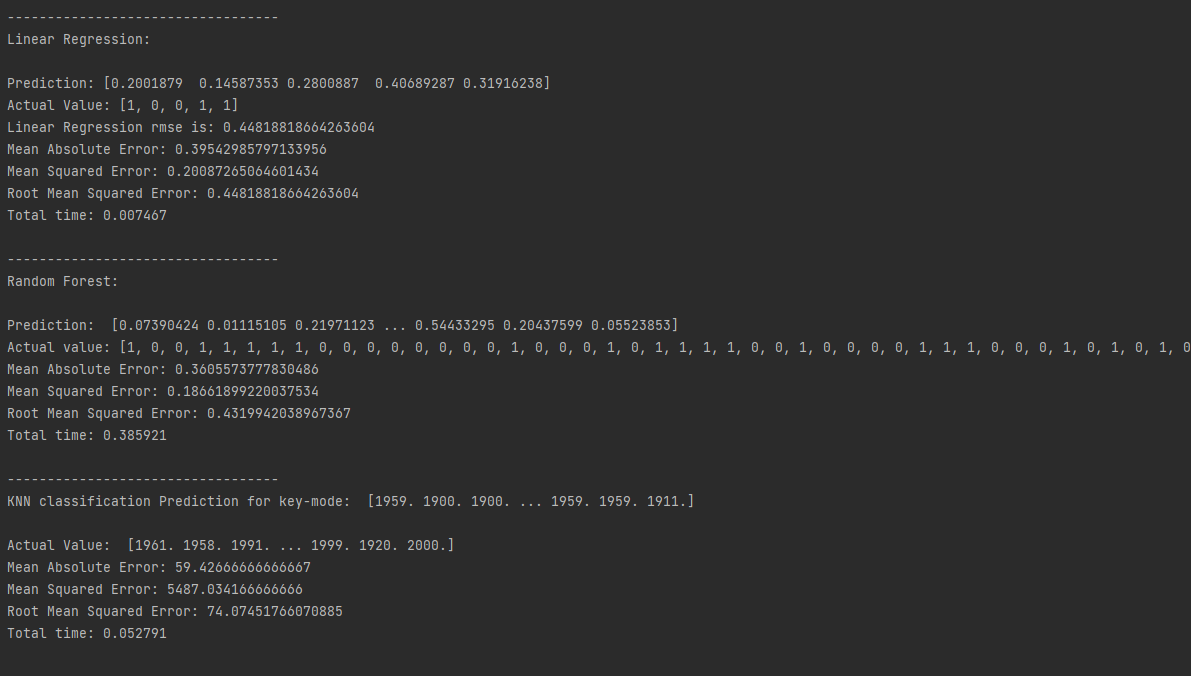 ----------------------------------
Linear Regression:
Prediction: [0.2001879  0.14587353 0.2800887  0.40689287 0.31916238]
Actual Value: [1, 0, 0, 1, 1]
Linear Regression rmse is: 0.44818818664263604
Mean Absolute Error: 0.39542985797133956
Mean Squared Error: 0.20087265064601434
Root Mean Squared Error: 0.44818818664263604
Total time: 0.007467
----------------------------------
Random Forest:
Prediction:  [0.07390424 0.01115105 0.21971123 ... 0.54433295 0.20437599 0.05523853]
Actual value: [1, 0, 0, 1, 1, 1, 1, 1, 0, 0, 0, 0, 0, 0, 0, 0, 1, 0, 0, 0, 1, 0, 1, 1, 1, 1, 0, 0, 1, 0, 0, 0, 0, 1, 1, 1, 0, 0, 0, 1, 0, 1, 0, 1, 0
Mean Absolute Error: 0.3605573777830486
Mean Squared Error: 0.18661899220037534
Root Mean Squared Error: 0.4319942038967367
Total time: 0.385921
----------------------------------
KNN classification Prediction for key-mode:  [1959. 1900. 1900. ... 1959. 1959. 1911.]
Actual Value:  [1961. 1958. 1991. ... 1999. 1920. 2000.]
Mean Absolute Error: 59.42666666666667
Mean Squared Error: 5487.034166666666
Root Mean Squared Error: 74.07451766070885
Total time: 0.052791